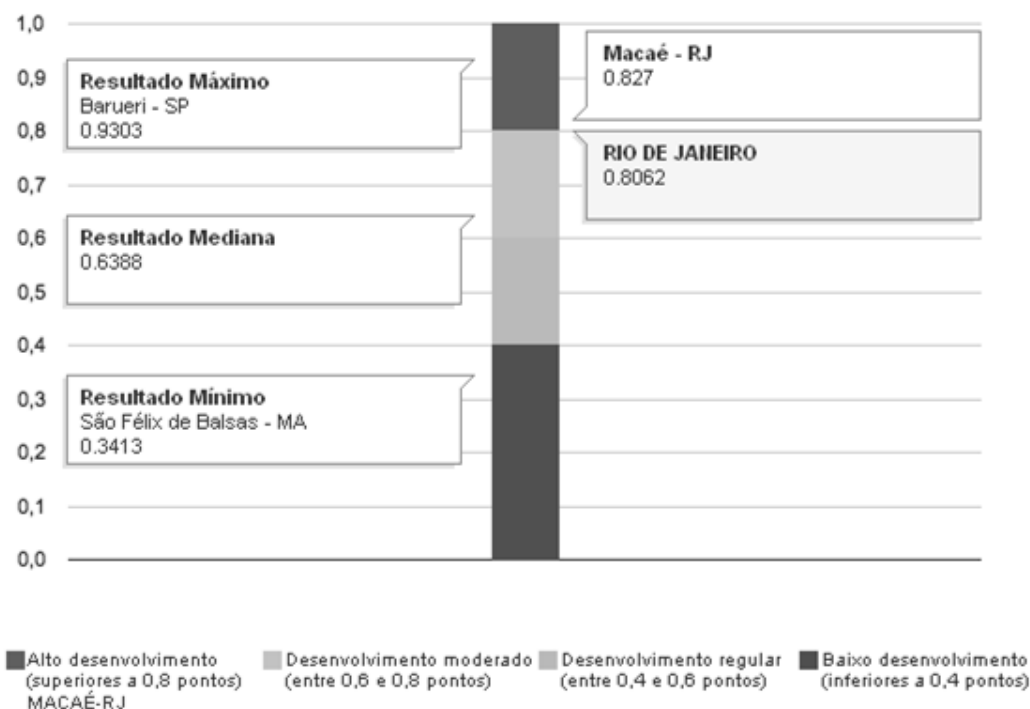 1,0
0,9
0,8
0,7
0,6
0,5
0,4
0,3
0,2
0,1
0,0
Resultado Máximo
Barueri - SP
0.9303
Resultado Mediana
0.6388
Resultado Mínimo
São Félix de Balsas - MA
0.3413
Macaé - RJ
0.827
RIO DE JANEIRO
0.8062
Alto desenvolvimento
(superiores a 0,8 pontos)
MACAÉ-RJ
Desenvolvimento moderado
(entre 0,6 e 0,8 pontos)
Desenvolvimento regular
(entre 0,4 e 0,6 pontos)
Baixo desenvolvimento
(inferiores a 0,4 pontos)